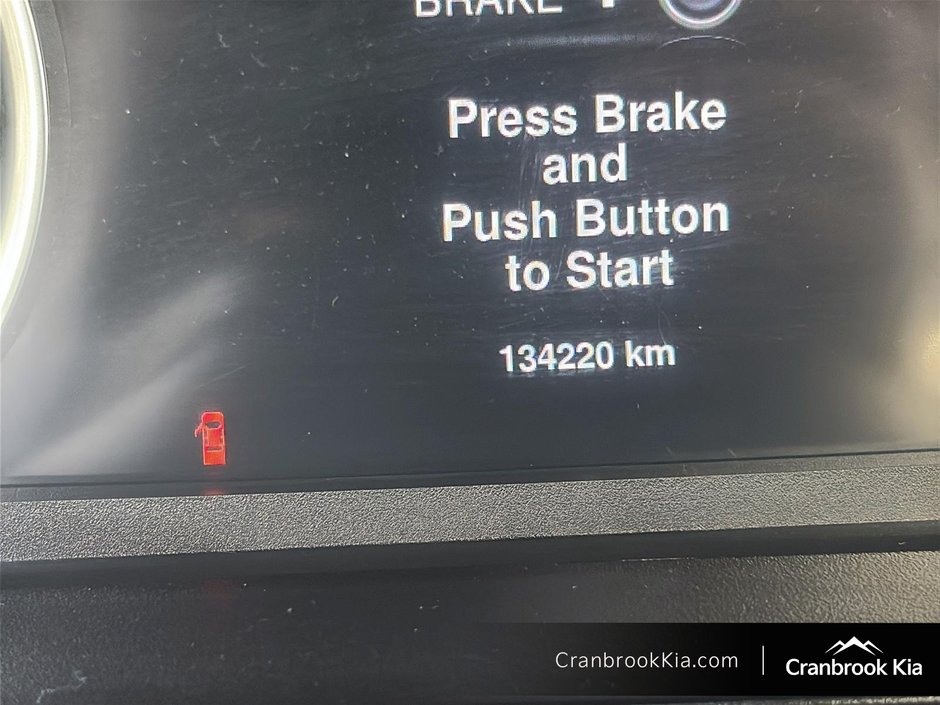 BRAKE
Press Brake
and
Push Button
to Start
134220 km
CranbrookKia.com
Cranbrook Kia